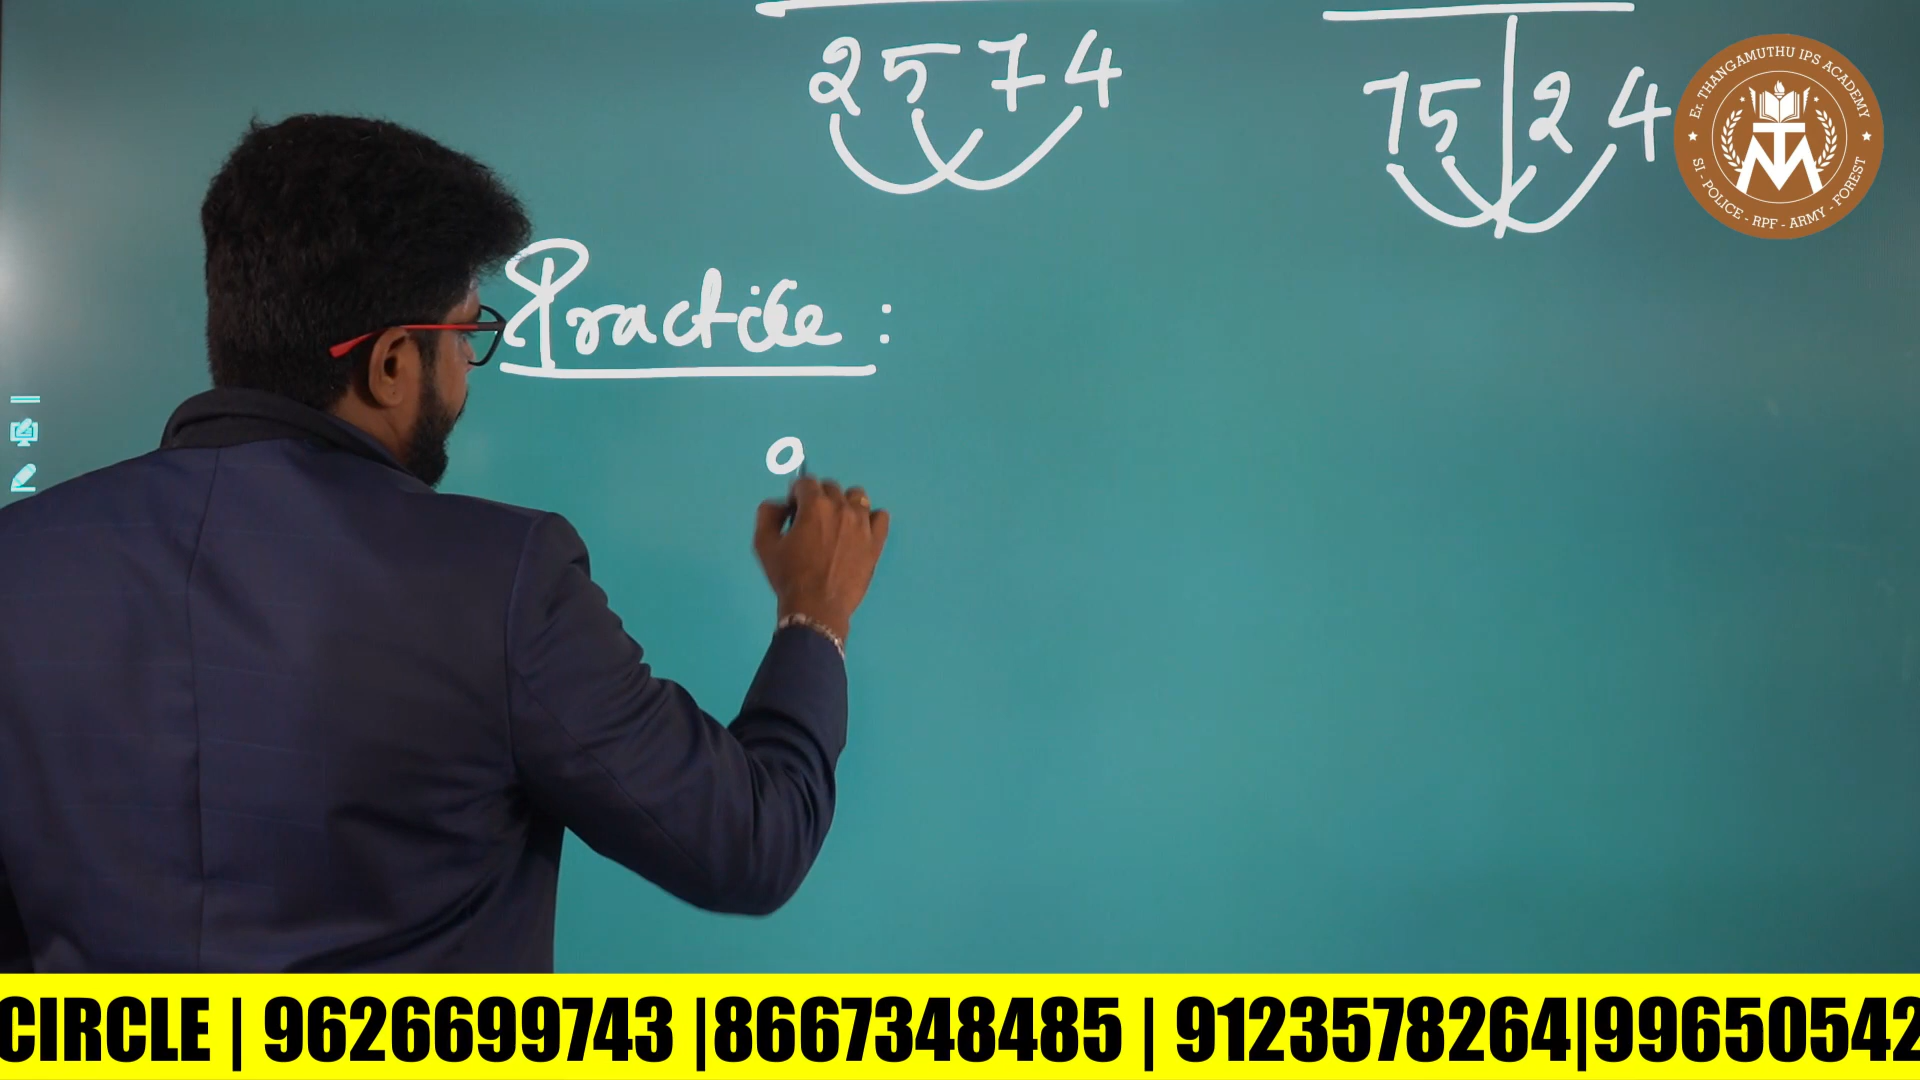 2574
75|24
Er. THANGAMUTHU IPS ACADEMY
SI - POLICE - RPF - ARMY - FOREST
Practice :
CIRCLE | 9626699743 |8667348485 | 9123578264|99650542